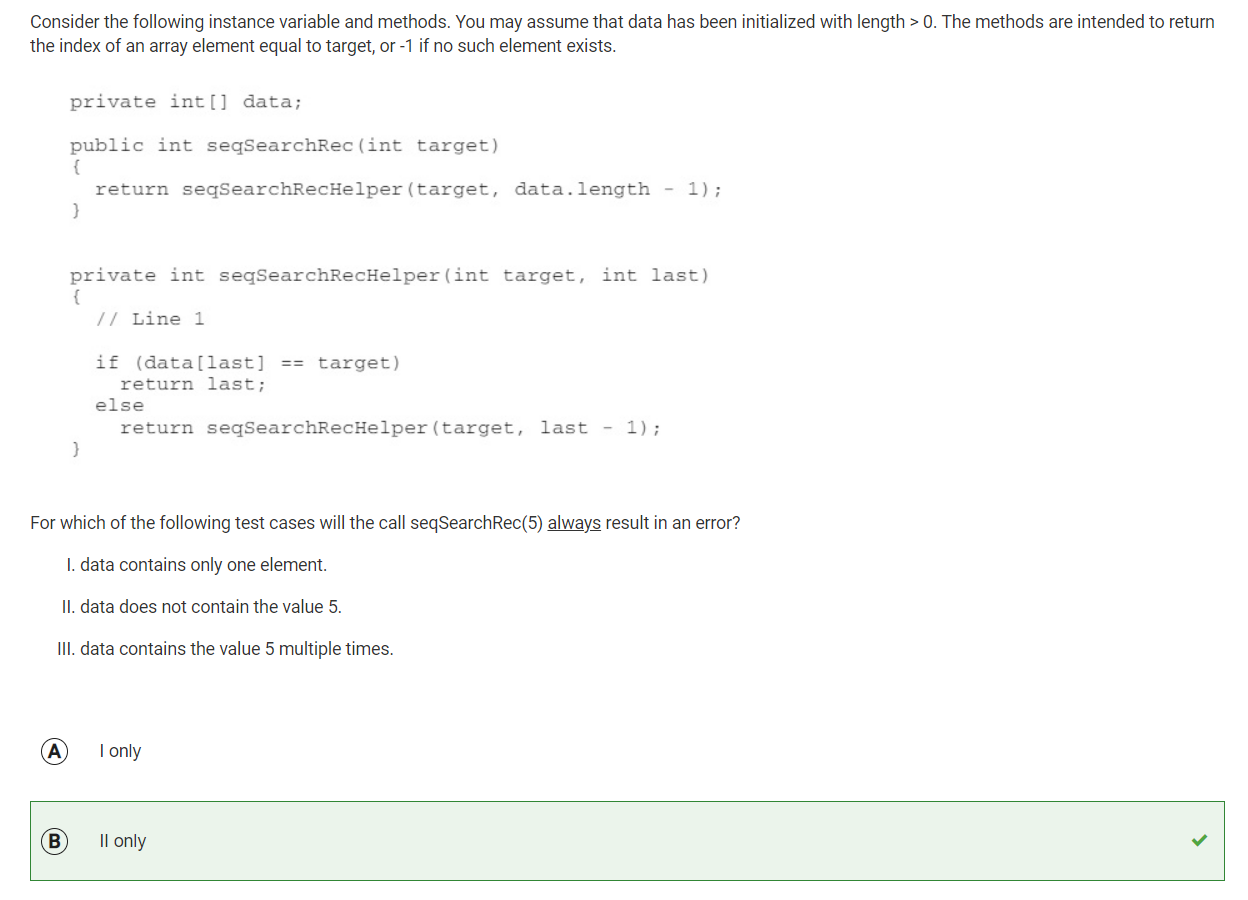 Consider the following instance variable and methods. You may assume that data has been initialized with length > 0. The methods are intended to return
the index of an array element equal to target, or -1 if no such element exists.
private int[] data;
public int seqSearchRec(int target)
{
return seqSearchRecHelper(target, data.length - 1);
}
private int seqSearchRecHelper(int target, int last)
{
// Line 1
if (data[last] == target)
return last;
else
return seqSearchRecHelper(target, last - 1);
}
For which of the following test cases will the call seqSearchRec(5) always result in an error?
I. data contains only one element.
II. data does not contain the value 5.
III. data contains the value 5 multiple times.
A I only
B II only